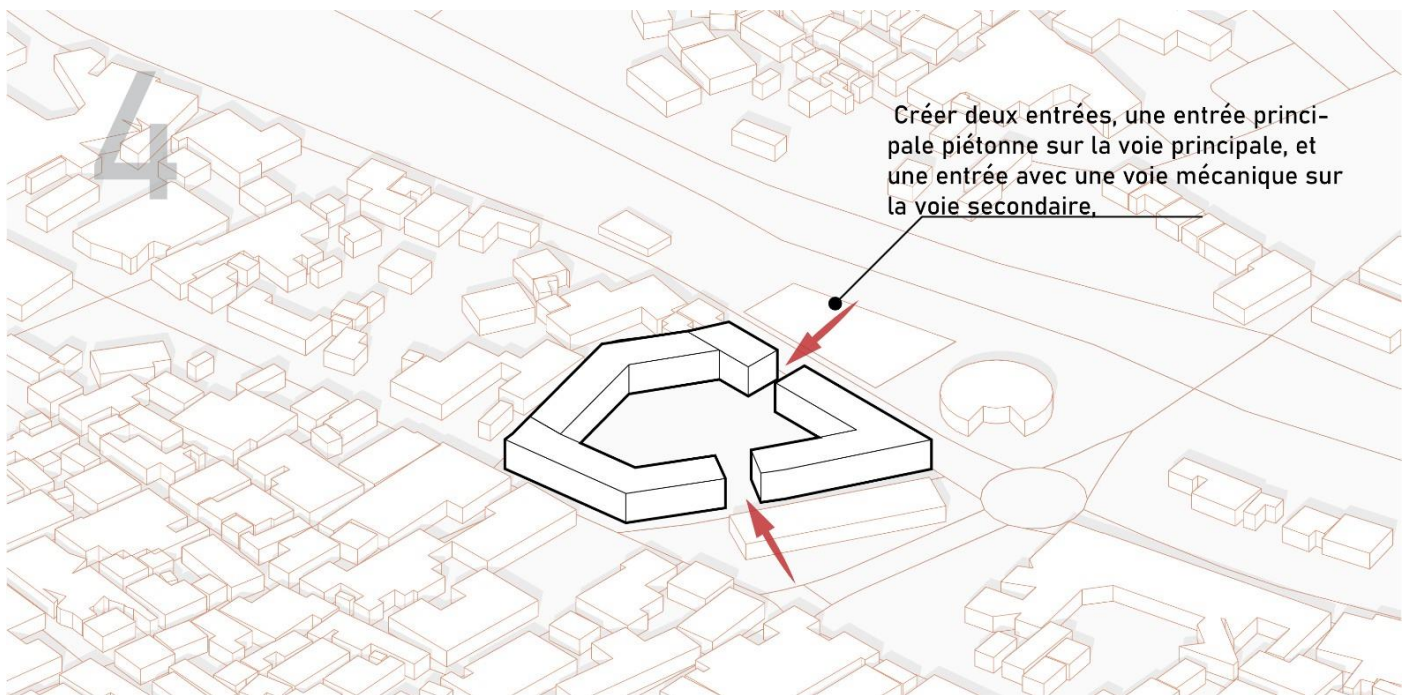 4
Créer deux entrées, une entrée princi-
pale piétonne sur la voie principale, et
une entrée avec une voie mécanique sur
la voie secondaire,